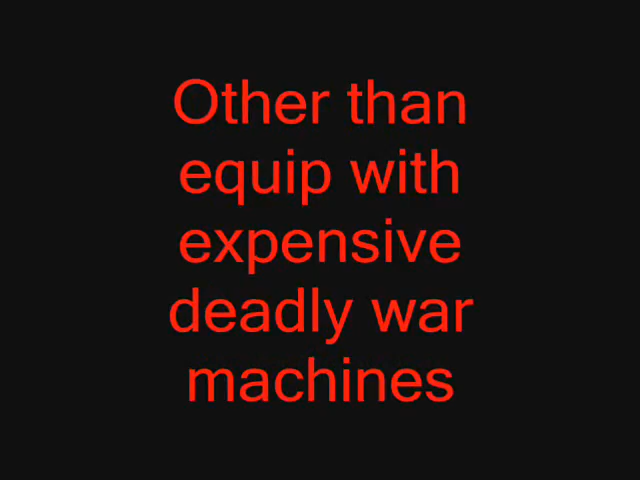 Other than
equip with
expensive
deadly war
machines